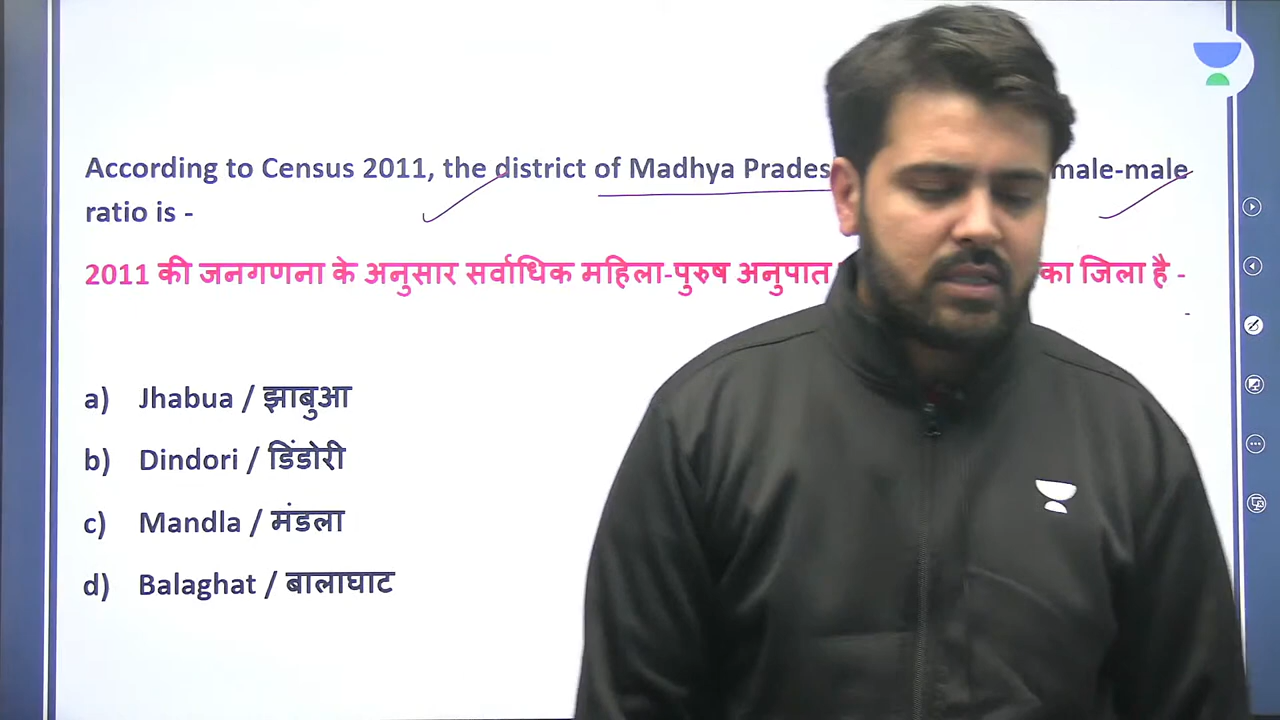 According to Census 2011, the district of Madhya male-male
ratio is -
2011 की जनगणना के अनुसार सर्वाधिक महिला-पुरुष अनुपात का जिला है -
-
a) Jhabua / झाबुआ
b) Dindori / डिंडोरी
c) Mandla / मंडला
d) Balaghat / बालाघाट